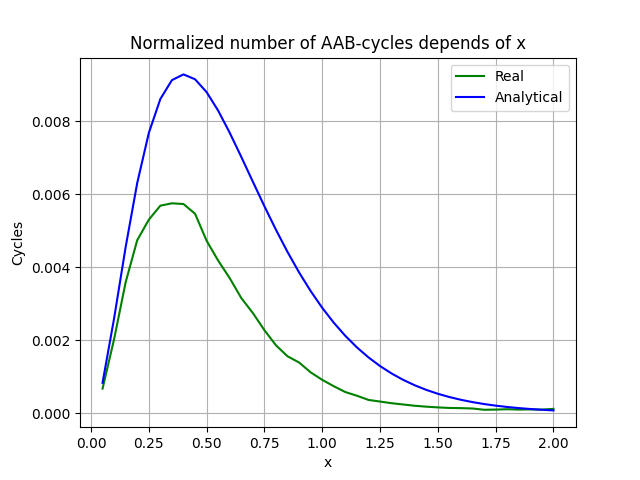 Normalized number of AAB-cycles depends of x
Real
Analytical
Cycles
0.008
0.006
0.004
0.002
0.000
0.00 0.25 0.50 0.75 1.00 1.25 1.50 1.75 2.00
x